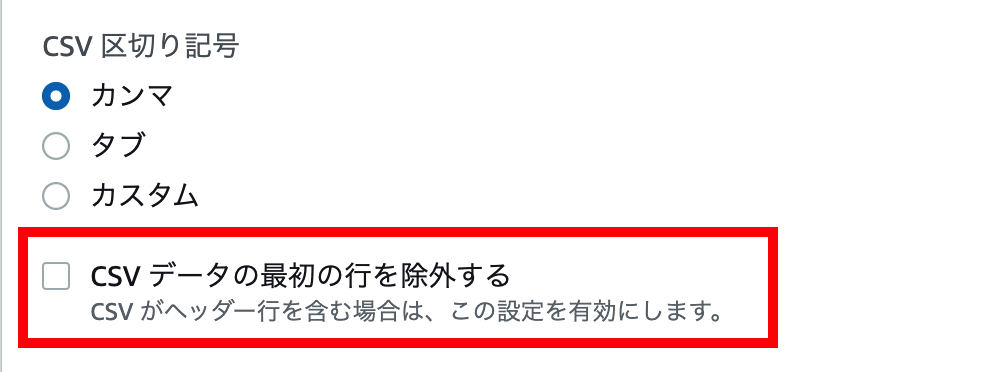 CSV 区切り記号
カンマ
タブ
カスタム
CSV データの最初の行を除外する
CSV がヘッダー行を含む場合は、この設定を有効にします。